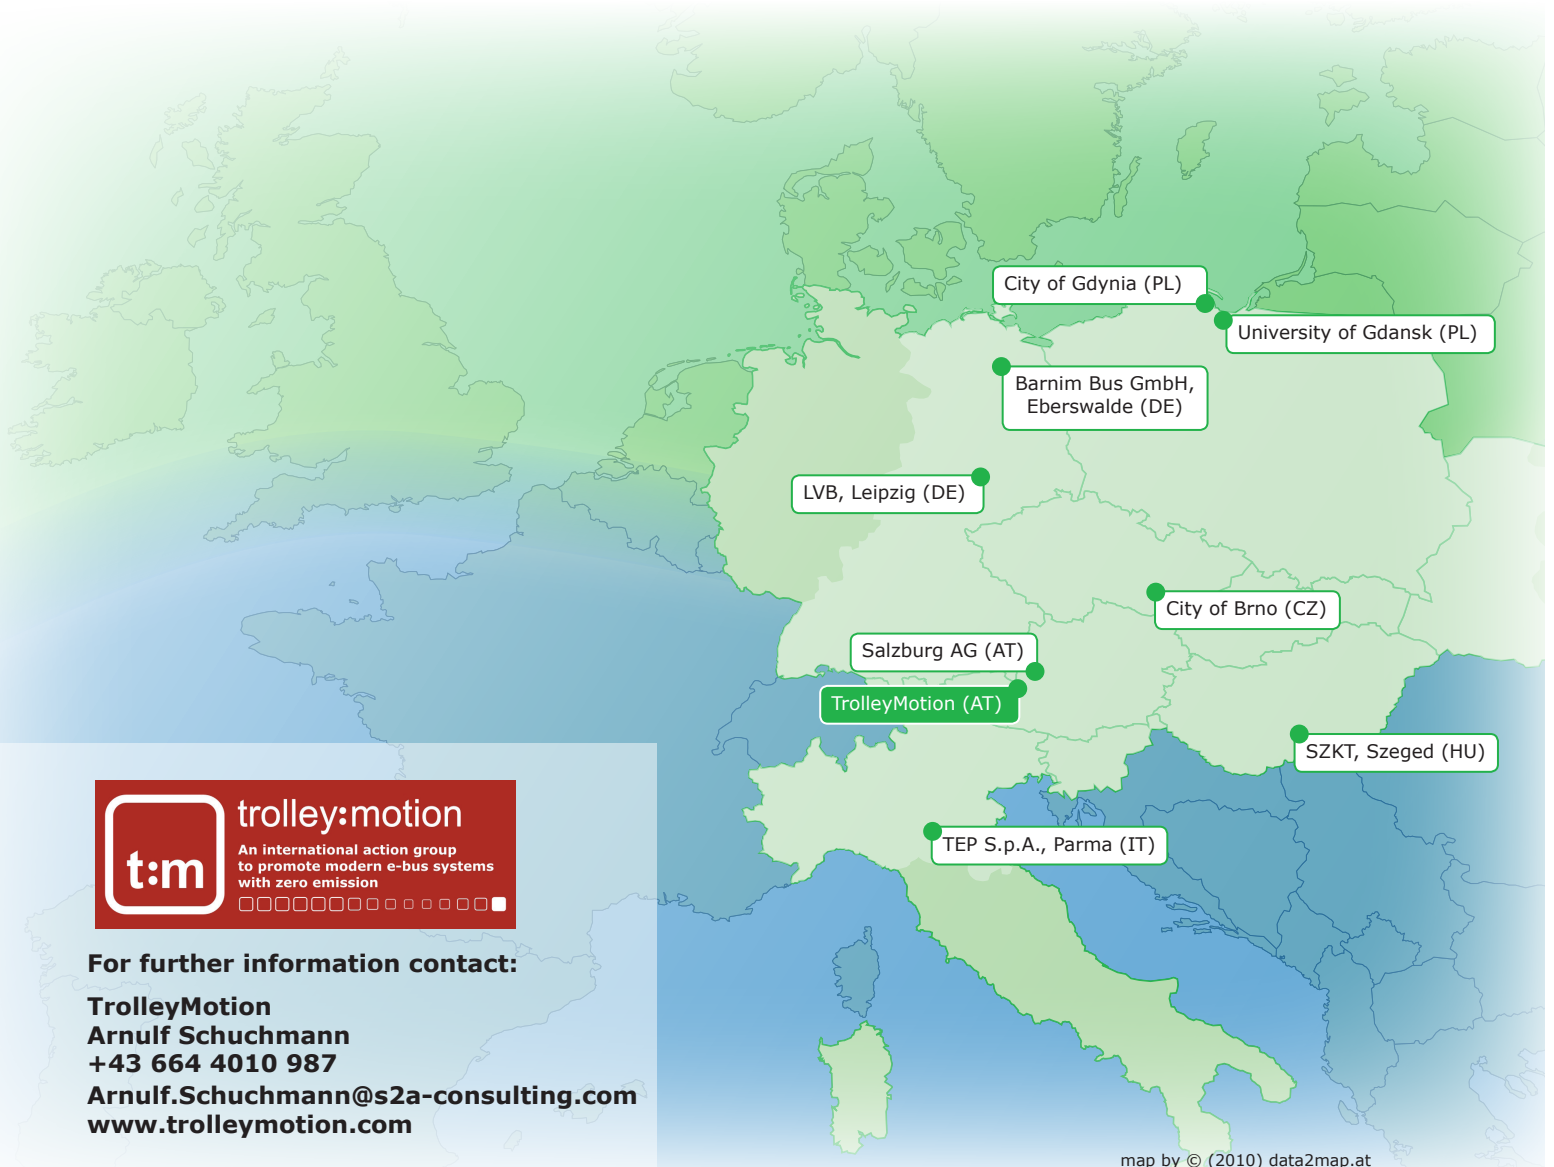 City of Gdynia (PL)
University of Gdansk (PL)
Barnim Bus GmbH,
Eberswalde (DE)
LVB, Leipzig (DE)
City of Brno (CZ)
Salzburg AG (AT)
TrolleyMotion (AT)
SZKT, Szeged (HU)
TEP S.p.A., Parma (IT)
t:m
trolley:motion
An international action group
to promote modern e-bus systems
with zero emission
For further information contact:
TrolleyMotion
Arnulf Schuchmann
+43 664 4010 987
Arnulf.Schuchmann@s2a-consulting.com
www.trolleymotion.com
map by © (2010) data2map.at